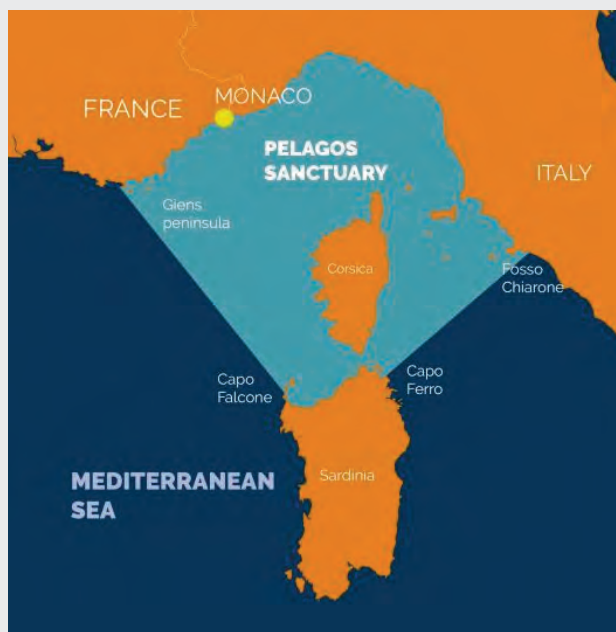 MONACO
FRANCE
PELAGOS
SANCTUARY
ITALY
Giens
peninsula
Corsica
Fosso
Chiarone
Capo
Falcone
Capo
Ferro
MEDITERRANEAN
SEA
Sardinia